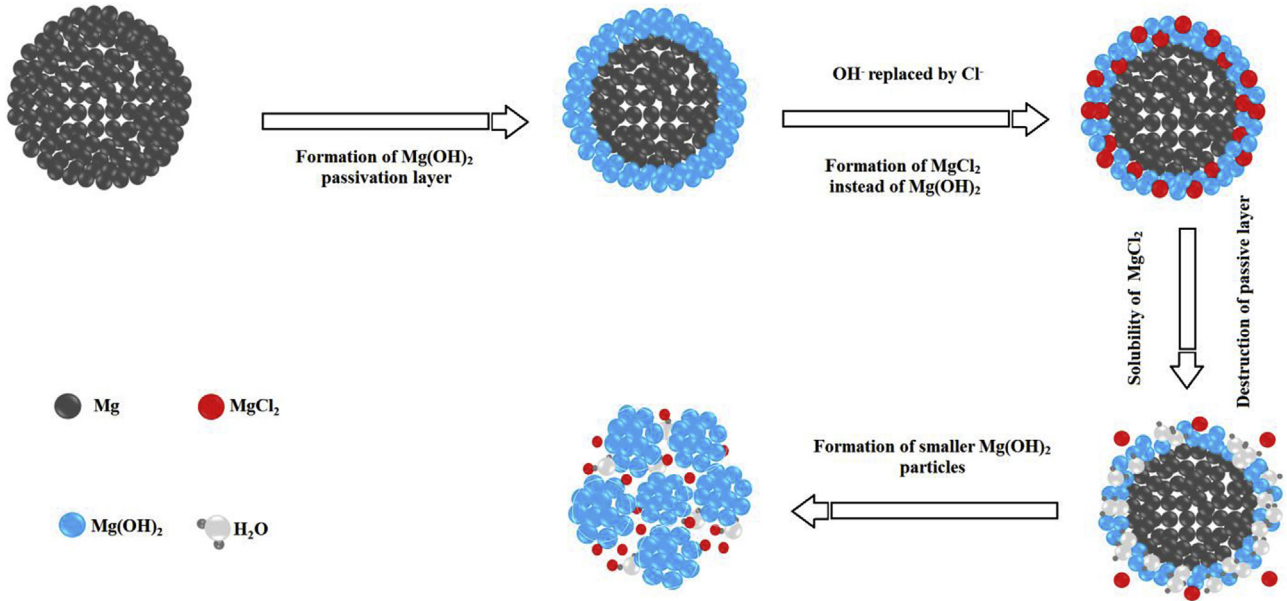 Formation of Mg(OH)₂
passivation layer
OH⁻ replaced by Cl⁻
Formation of MgCl₂
instead of Mg(OH)₂
Solubility of MgCl₂
Destruction of passive layer
Formation of smaller Mg(OH)₂
particles
Mg
MgCl₂
Mg(OH)₂
H₂O